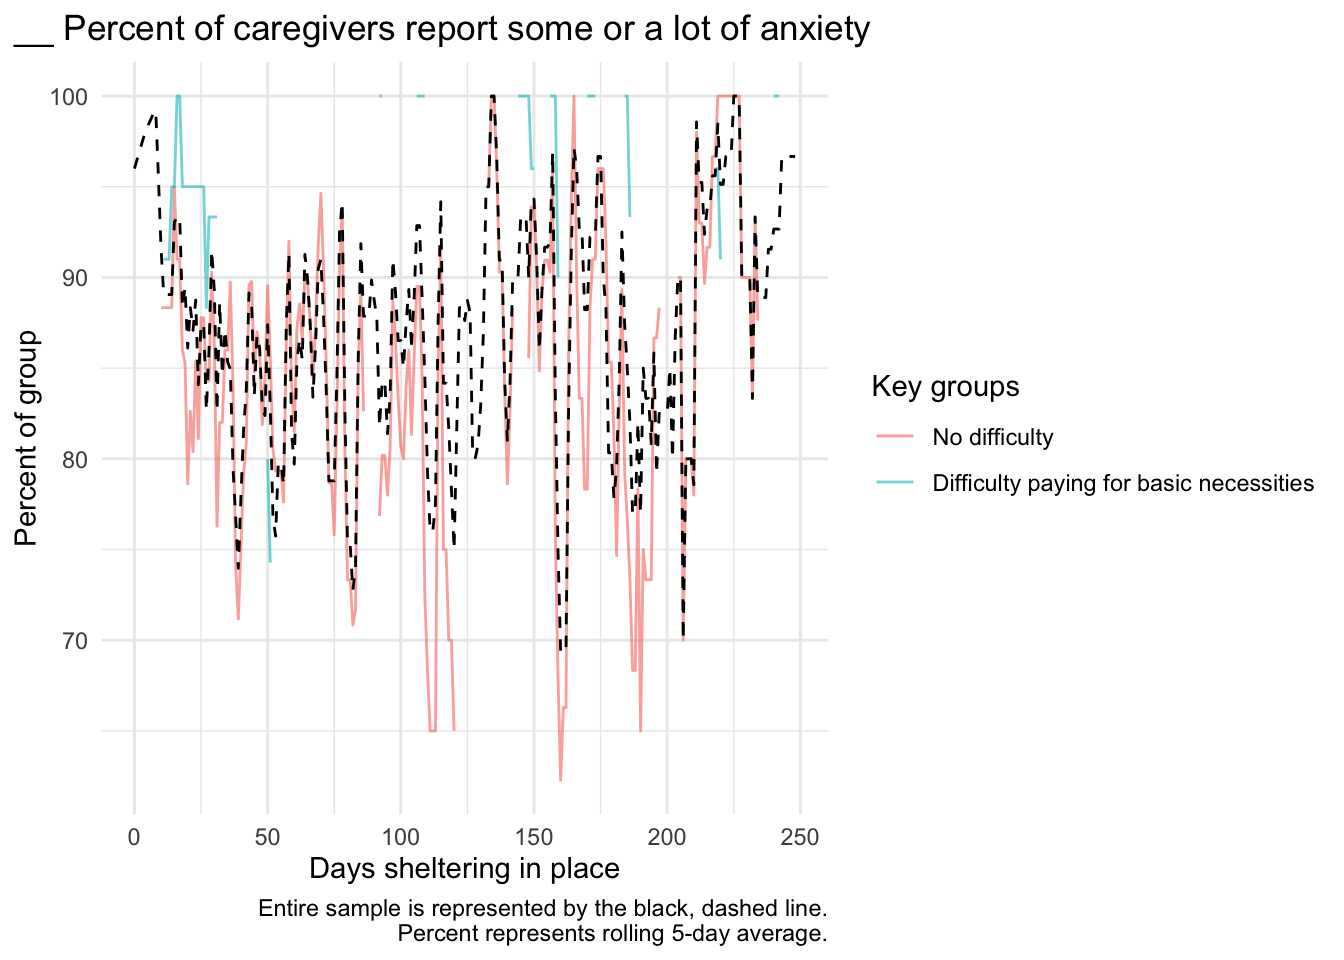 __ Percent of caregivers report some or a lot of anxiety
Percent of group
100
90
80
70
0 50 100 150 200 250
Days sheltering in place
Key groups
No difficulty
Difficulty paying for basic necessities
Entire sample is represented by the black, dashed line.
Percent represents rolling 5-day average.